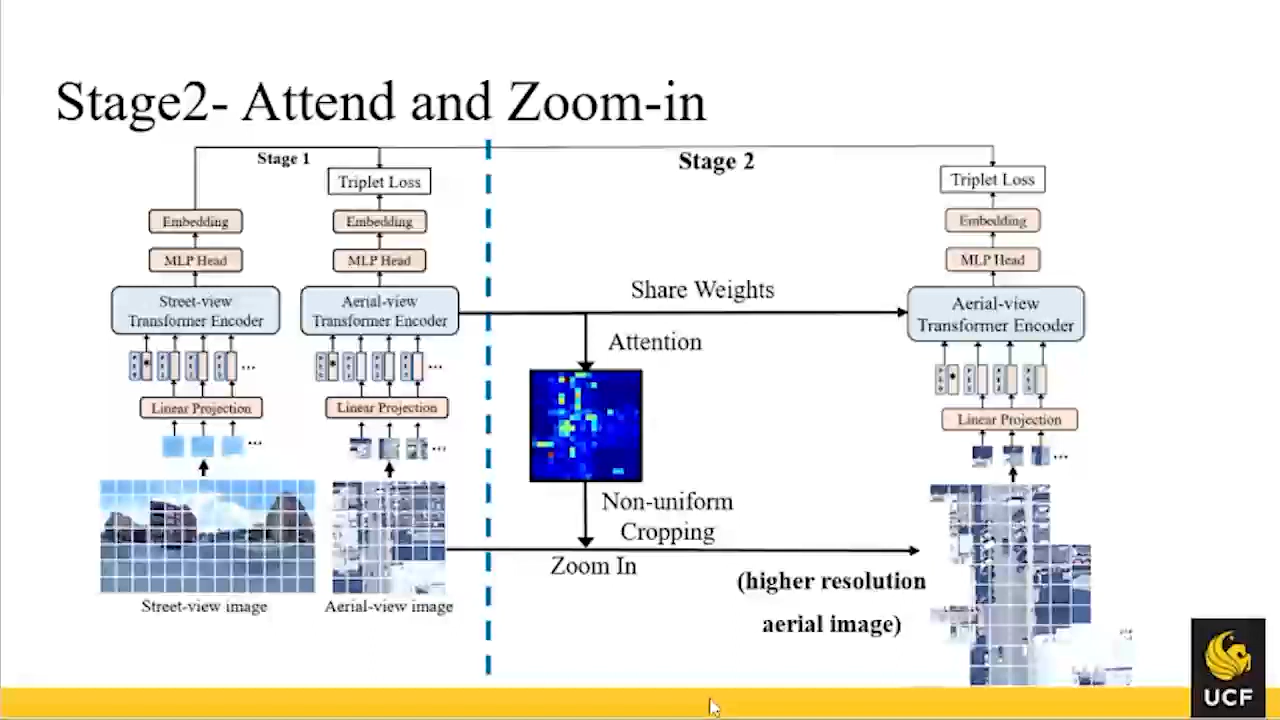 Stage2- Attend and Zoom-in
Stage 1
Stage 2
Triplet Loss
Triplet Loss
Embedding
Embedding
Embedding
MLP Head
MLP Head
MLP Head
Street-view
Transformer Encoder
Aerial-view
Transformer Encoder
Share Weights
Aerial-view
Transformer Encoder
Attention
...
...
Linear Projection
Linear Projection
Linear Projection
...
...
...
Non-uniform
Cropping
Zoom In
(higher resolution
aerial image)
Street-view image
Aerial-view image
UCF